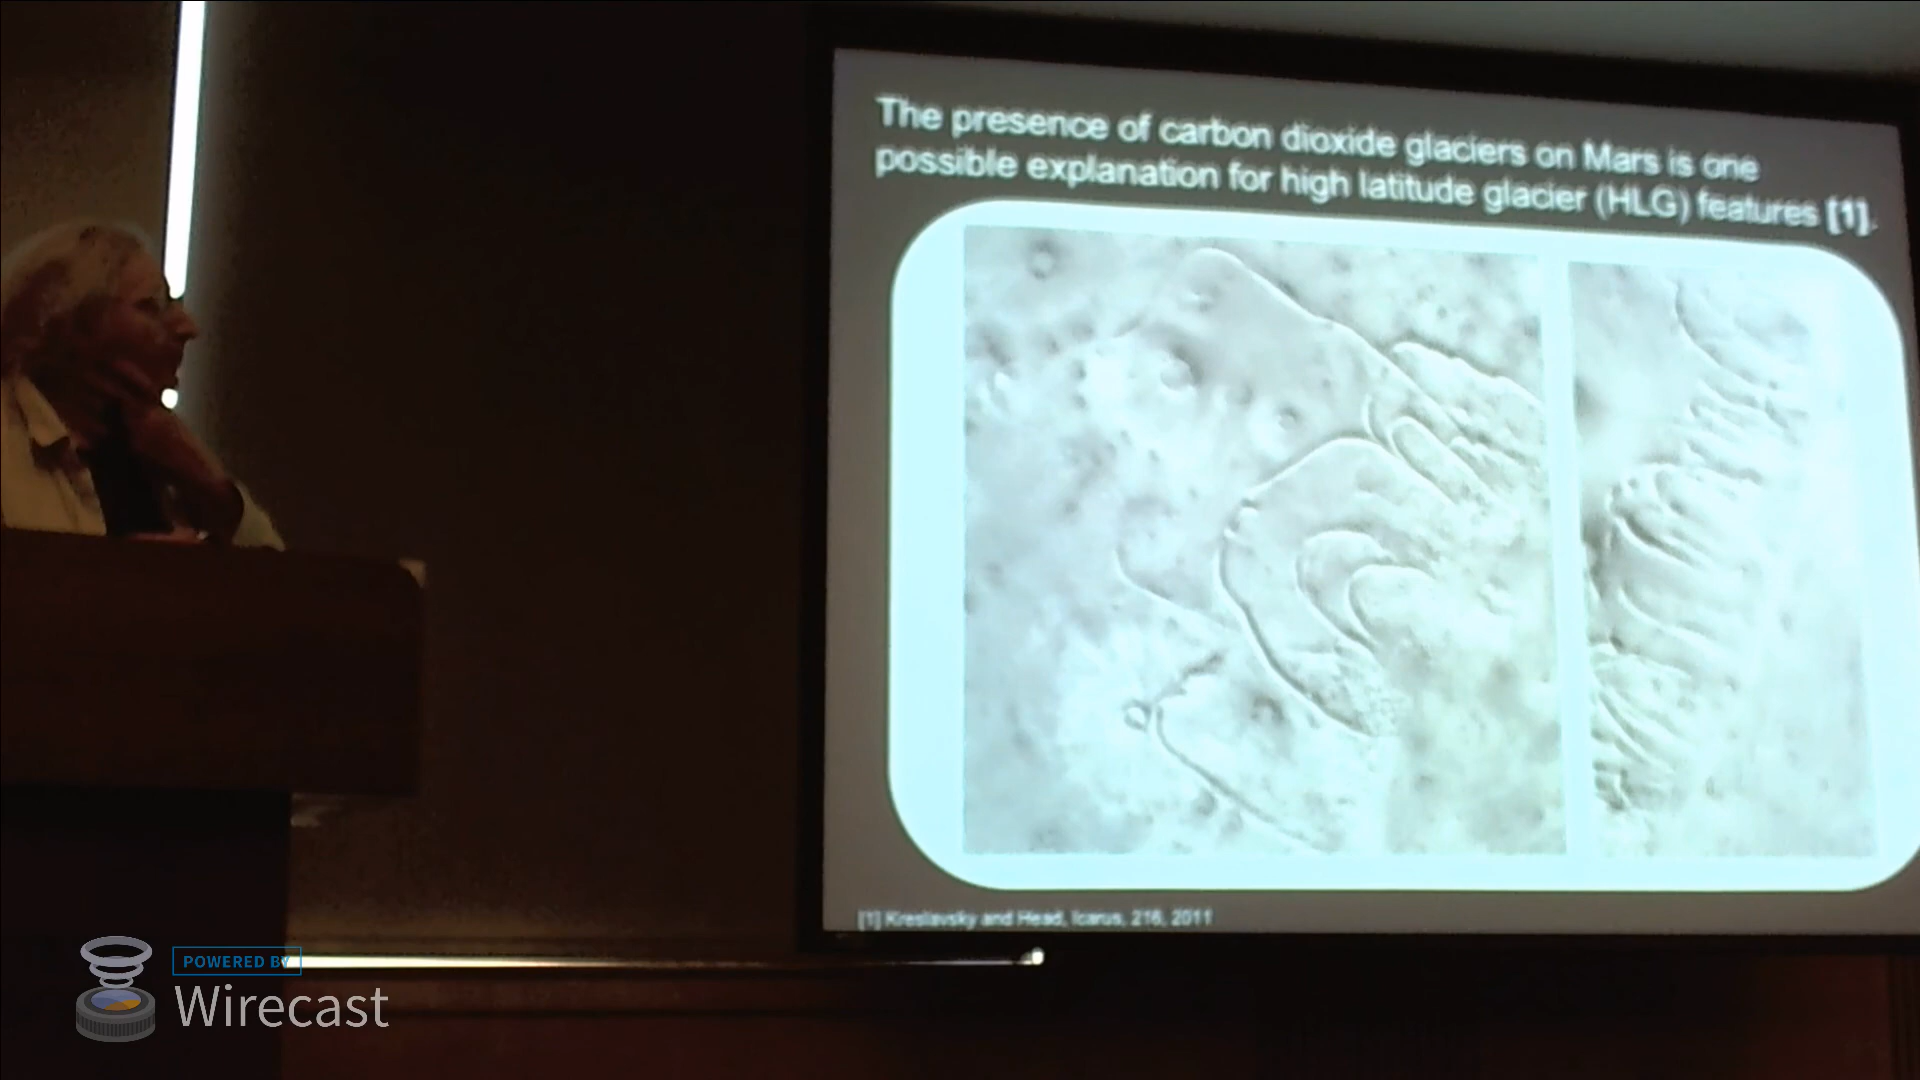 The presence of carbon dioxide glaciers on Mars is one
possible explanation for high latitude glacier (HLG) features [1].
[1] Kreslavsky and Head, Icarus, 216, 2011
POWERED BY
Wirecast